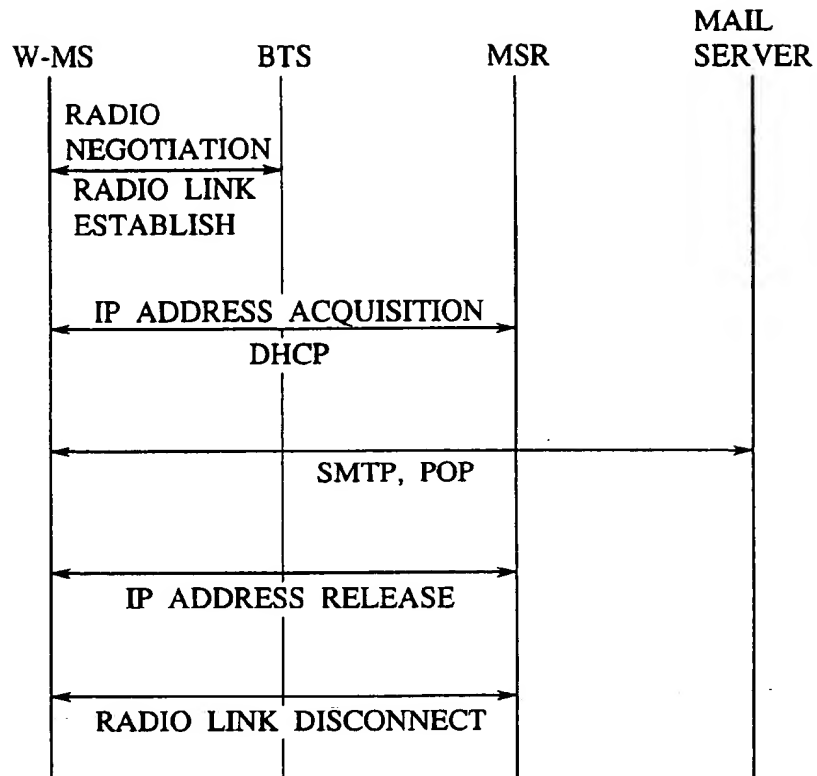 W-MS
BTS
MSR
MAIL
SERVER
RADIO
NEGOTIATION
RADIO LINK
ESTABLISH
IP ADDRESS ACQUISITION
DHCP
SMTP, POP
IP ADDRESS RELEASE
RADIO LINK DISCONNECT